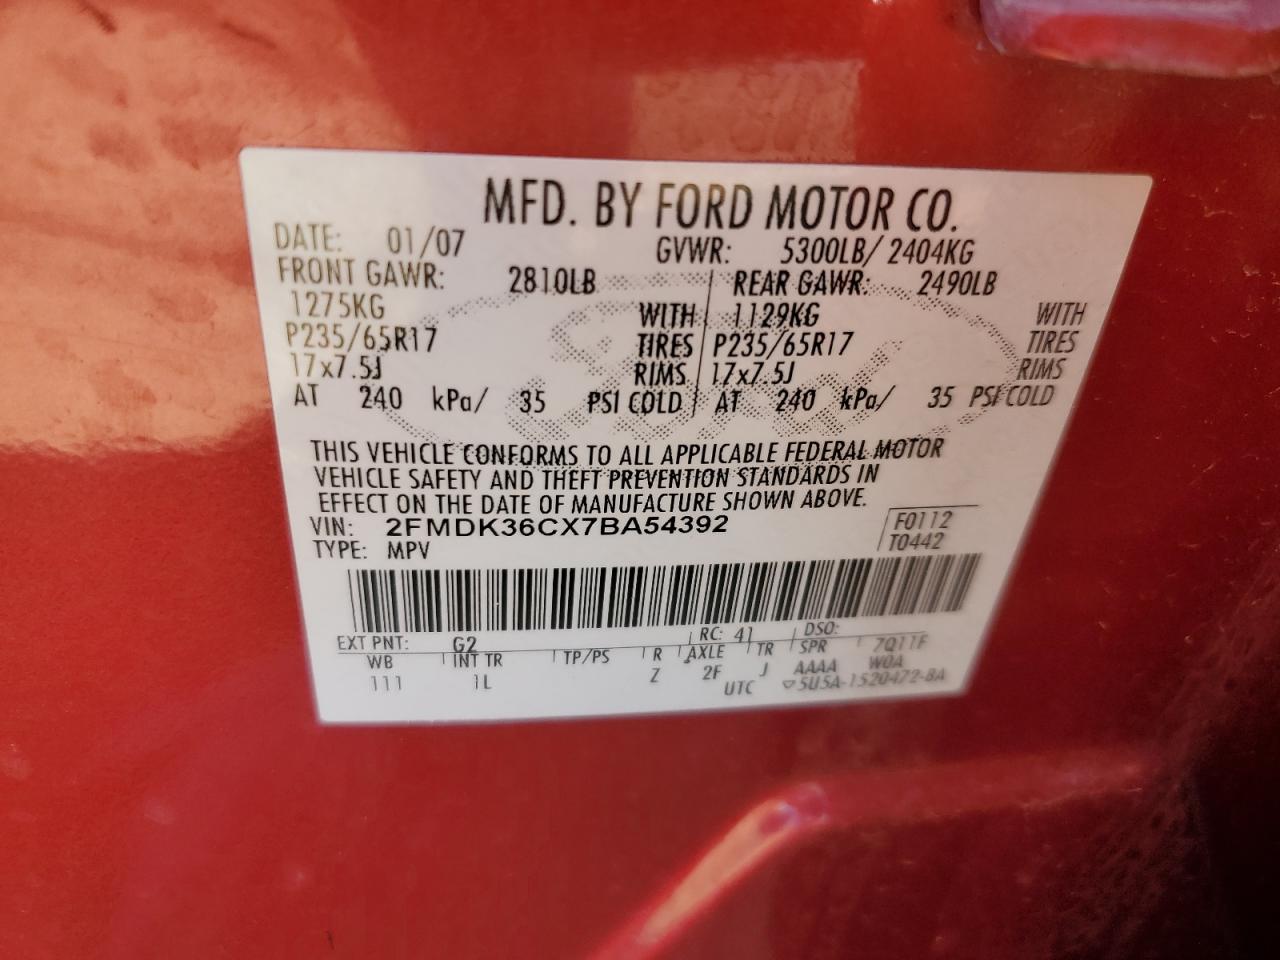 MFD. BY FORD MOTOR CO.
DATE: 01/07 GVWR: 5300LB/ 2404KG
FRONT GAWR: 2810LB REAR GAWR: 2490LB
1275KG WITH 1129KG WITH
P235/65R17 TIRES P235/65R17 TIRES
17x7.5J RIMS 17x7.5J RIMS
AT 240 kPa/ 35 PSI COLD AT 240 kPa/ 35 PSI COLD
THIS VEHICLE CONFORMS TO ALL APPLICABLE FEDERAL MOTOR
VEHICLE SAFETY AND THEFT PREVENTION STANDARDS IN
EFFECT ON THE DATE OF MANUFACTURE SHOWN ABOVE.
VIN: 2FMDK36CX7BA54392 F0112
TYPE: MPV T0442
EXT PNT: G2 RC: 41 DSO:
WB INT TR TP/PS R AXLE TR SPR 7Q11F
111 1L Z 2F J AAAA W0A
UTC ▽5U5A-1520472-BA